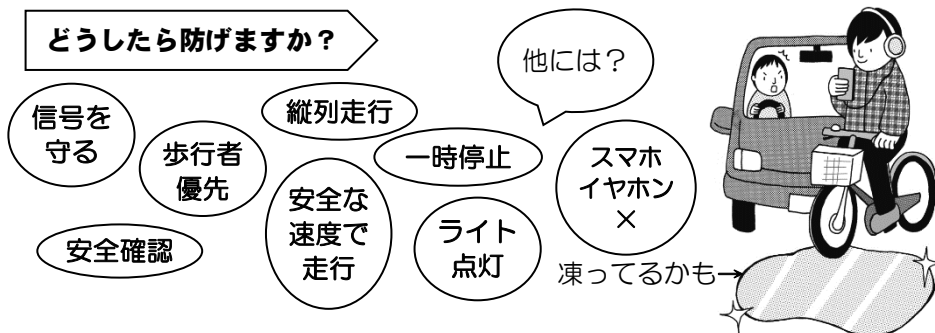 どうしたら防げますか？
他には？
信号を
守る
歩行者
優先
縦列走行
一時停止
スマホ
イヤホン
×
安全な
速度で
走行
ライト
点灯
安全確認
凍ってるかも→